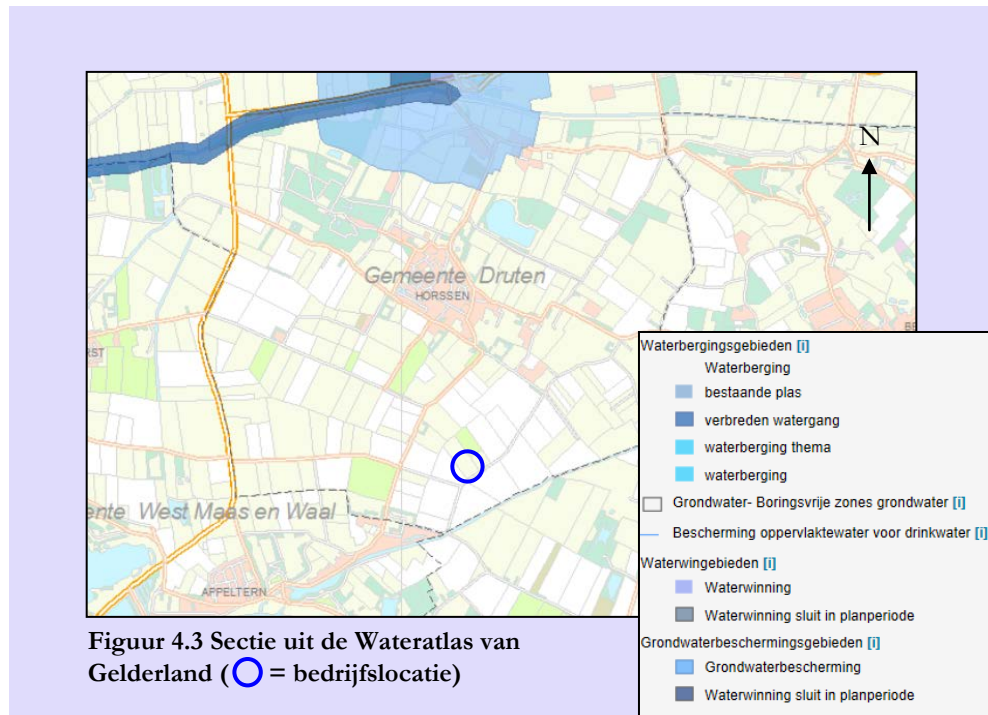 N
Gemeente Druten
HORSSEN
RST
ente West Maas en Waal
APPELTERN
BE
Waterbergingsgebieden [i]
Waterberging
bestaande plas
verbreden watergang
waterberging thema
waterberging
Grondwater- Boringsvrije zones grondwater [i]
Bescherming oppervlaktewater voor drinkwater [i]
Waterwingebieden [i]
Waterwinning
Waterwinning sluit in planperiode
Grondwaterbeschermingsgebieden [i]
Grondwaterbescherming
Waterwinning sluit in planperiode
Figuur 4.3 Sectie uit de Wateratlas van
Gelderland ( = bedrijfslocatie)